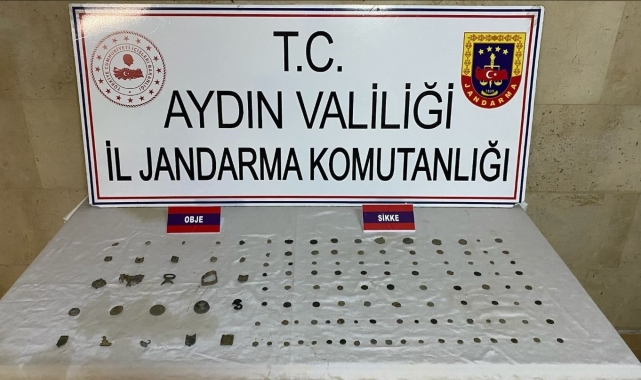 T.C.
AYDIN VALİLİĞİ
İL JANDARMA KOMUTANLIĞI
JANDARMA
OBJE
SİKKE